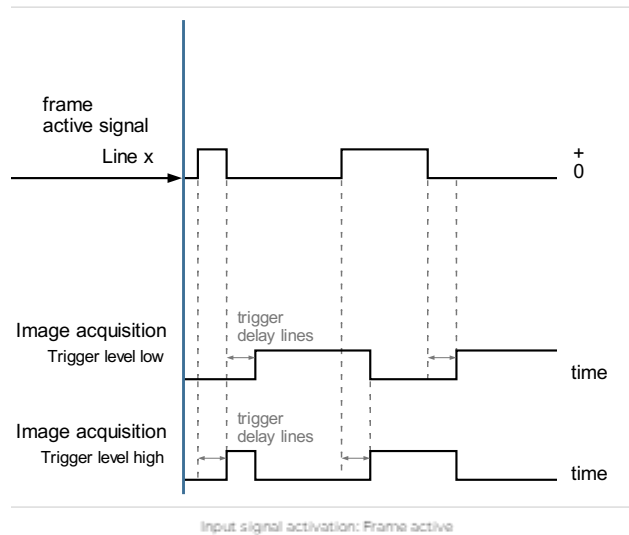 frame
active signal
Line x
+
0
trigger
delay lines
Image acquisition
Trigger level low
time
trigger
delay lines
Image acquisition
Trigger level high
time
Input signal activation: Frame active